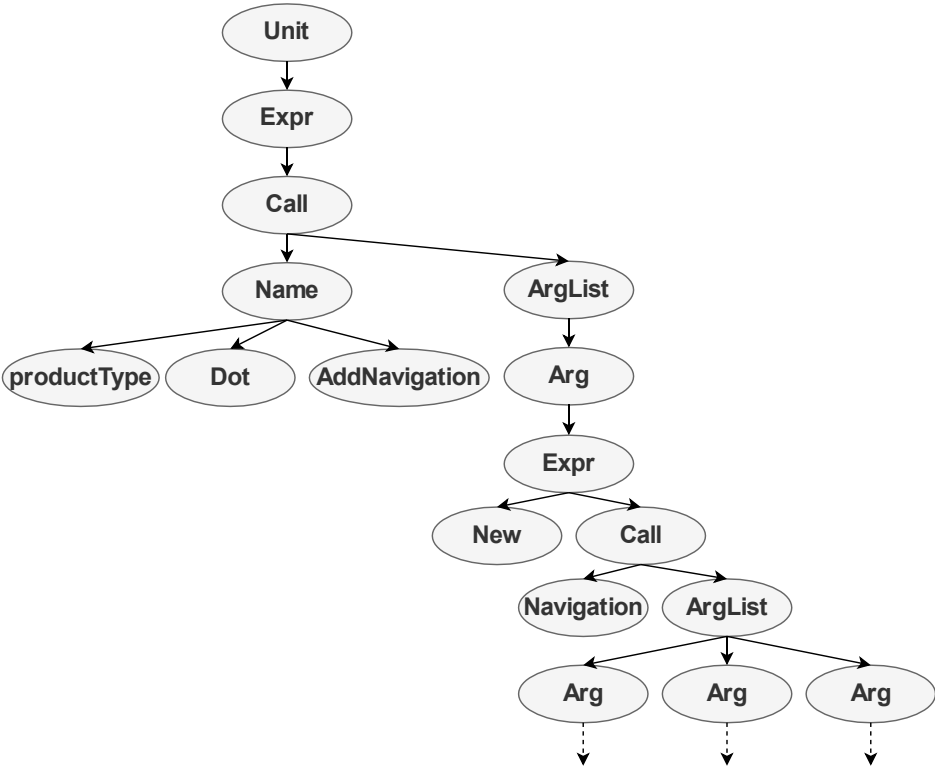 Unit
Expr
Call
Name
ArgList
productType
Dot
AddNavigation
Arg
Expr
New
Call
Navigation
ArgList
Arg
Arg
Arg